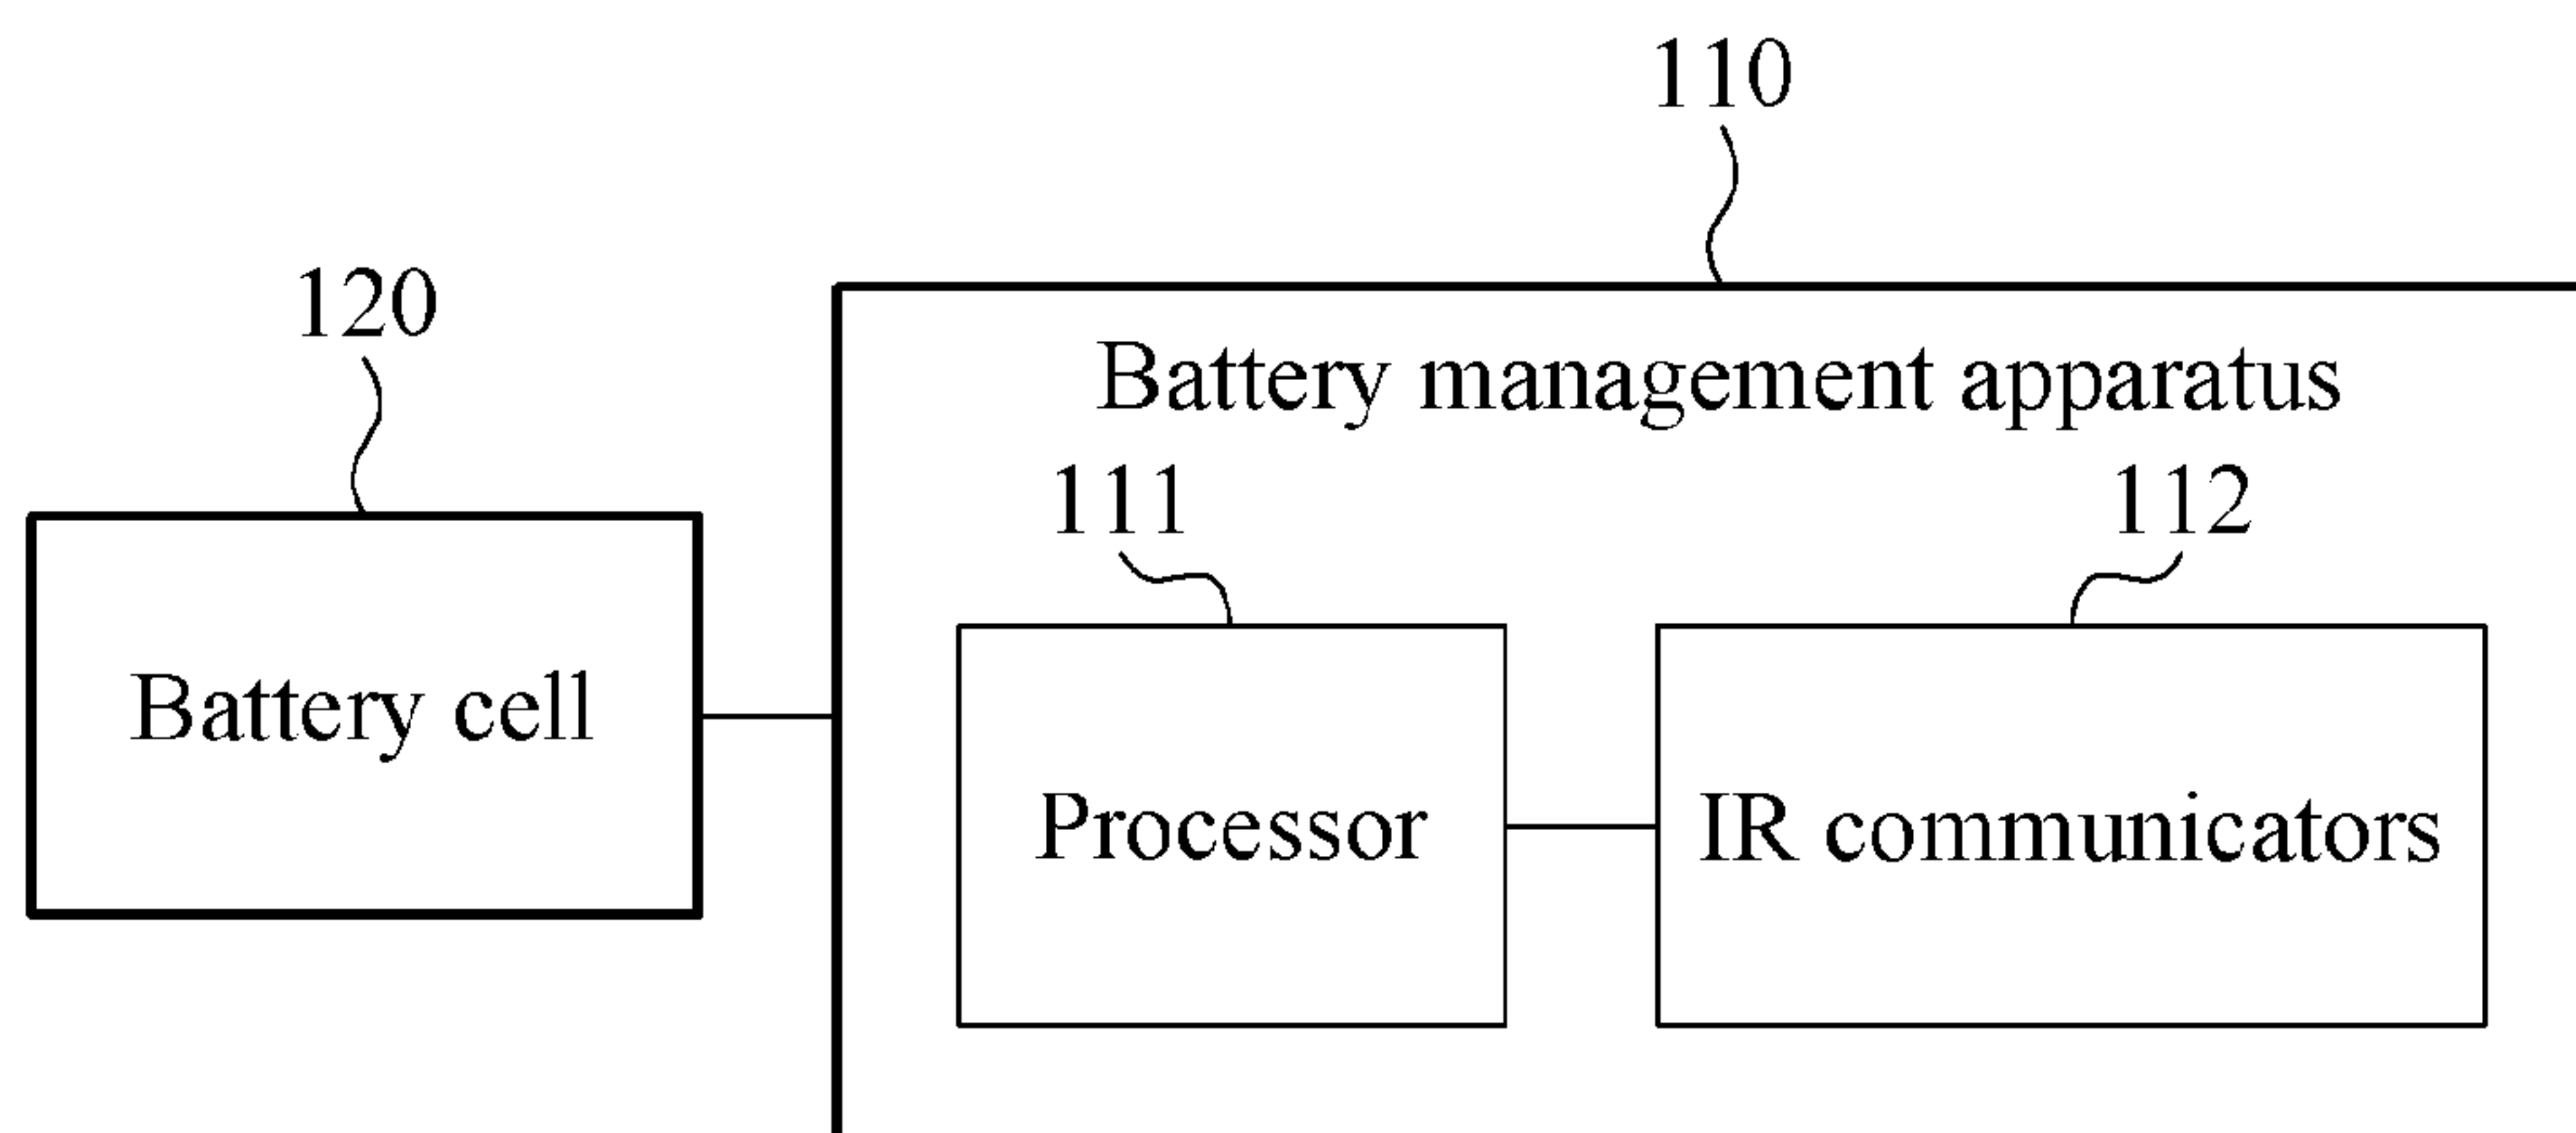 110
120
Battery management apparatus
111
112
Battery cell
Processor
IR communicators